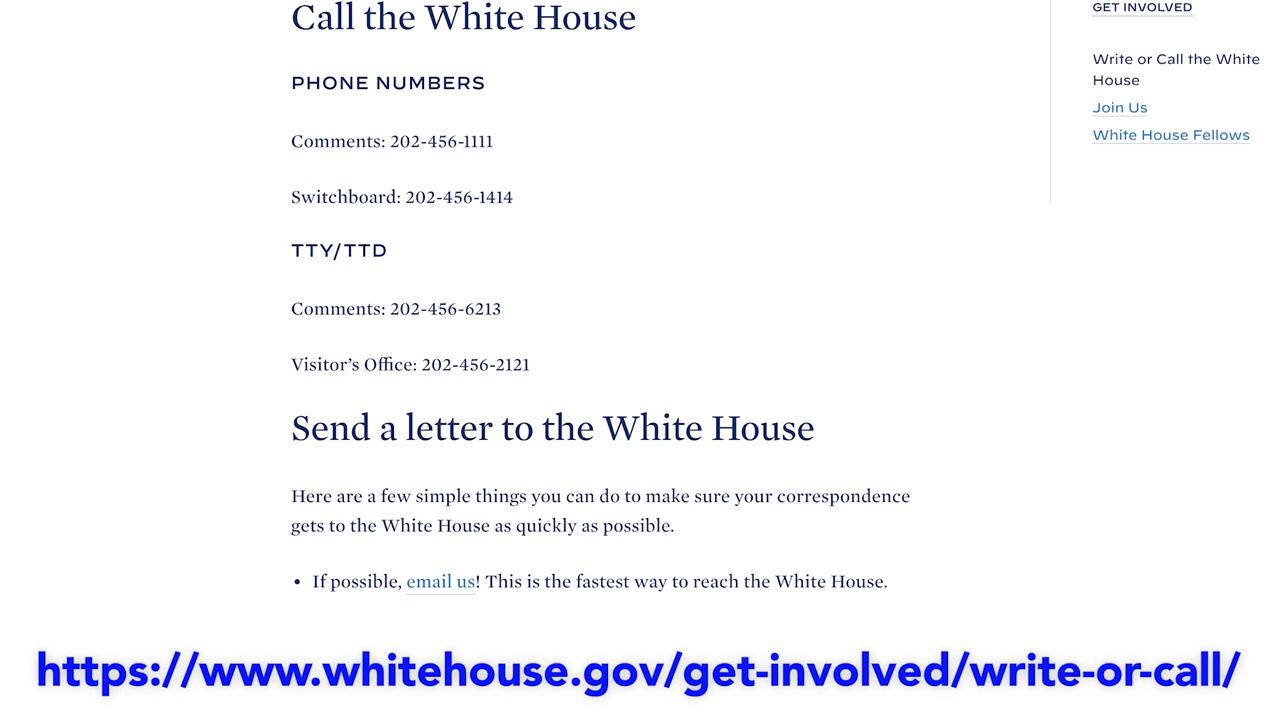 Call the White House
PHONE NUMBERS
Comments: 202-456-1111
Switchboard: 202-456-1414
TTY/TTD
Comments: 202-456-6213
Visitor’s Office: 202-456-2121
Send a letter to the White House
Here are a few simple things you can do to make sure your correspondence
gets to the White House as quickly as possible.
• If possible, email us! This is the fastest way to reach the White House.
GET INVOLVED
Write or Call the White
House
Join Us
White House Fellows
https://www.whitehouse.gov/get-involved/write-or-call/